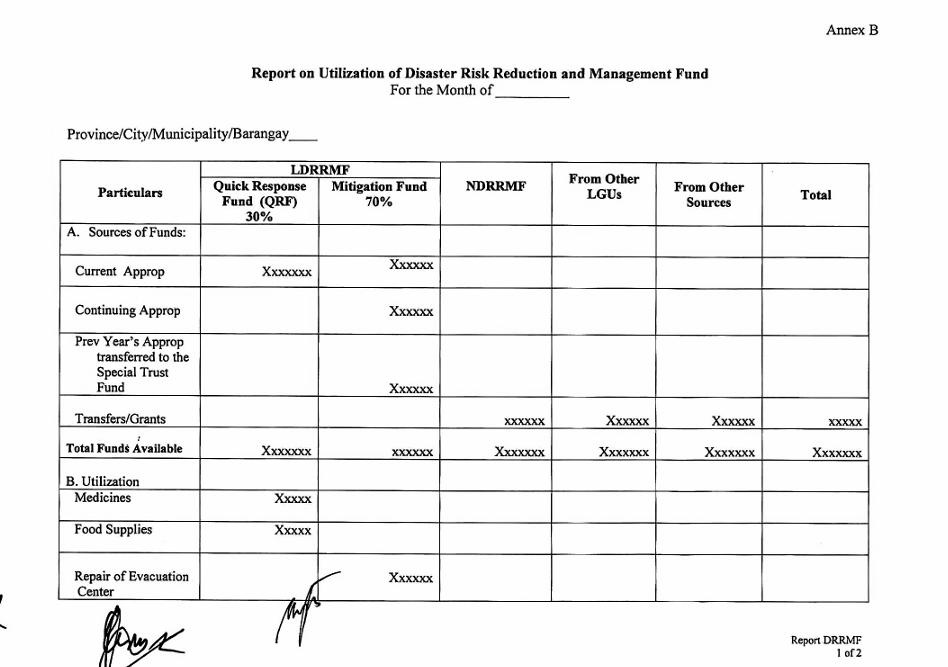 Annex B
Report on Utilization of Disaster Risk Reduction and Management Fund
For the Month of __________
Province/City/Municipality/Barangay____
Particulars
LDRRMF
Quick Response
Fund (QRF)
30%
Mitigation Fund
70%
NDRRMF
From Other
LGUs
From Other
Sources
Total
A. Sources of Funds:
Current Approp Xxxxxxx Xxxxxx
Continuing Approp Xxxxxx
Prev Year's Approp
transferred to the
Special Trust
Fund Xxxxxx
Transfers/Grants xxxxxx Xxxxxx Xxxxxx xxxxx
Total Funds Available Xxxxxxx xxxxxx Xxxxxxx Xxxxxxx Xxxxxxx Xxxxxxx
B. Utilization
Medicines Xxxxx
Food Supplies Xxxxx
Repair of Evacuation Xxxxxx
Center
Report DRRMF
1 of 2